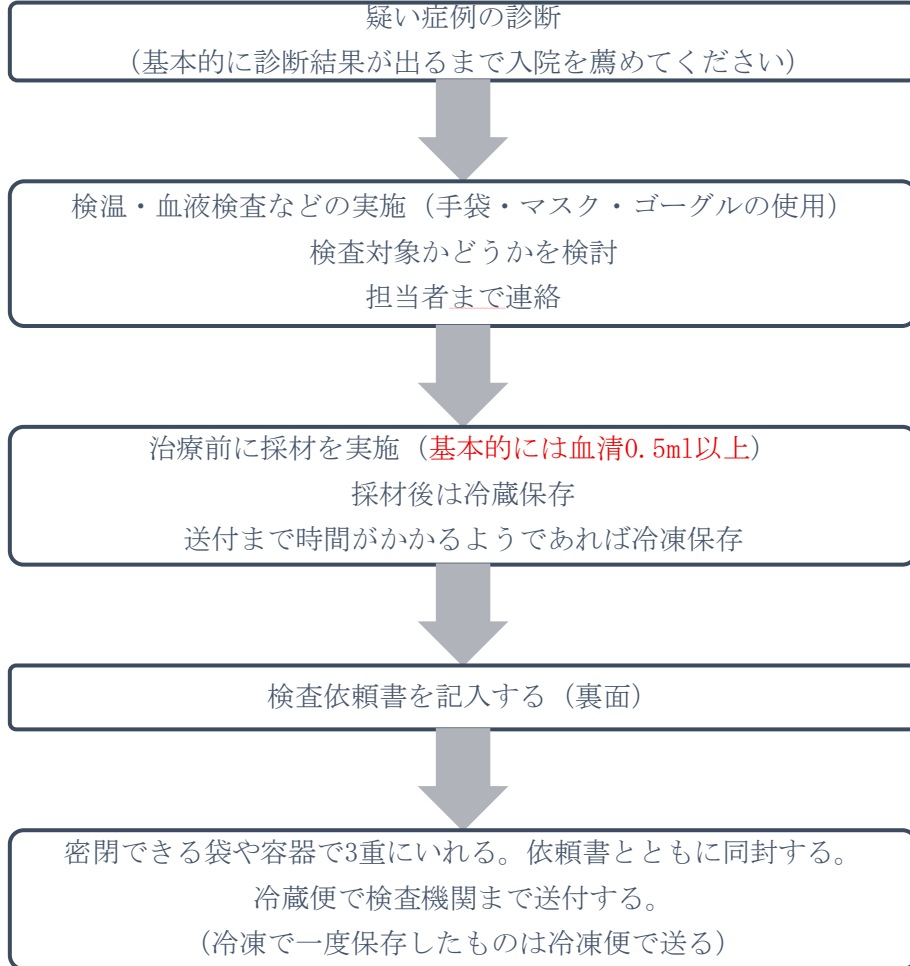 疑い症例の診断
(基本的に診断結果が出るまで入院を薦めてください)
検温・血液検査などの実施（手袋・マスク・ゴーグルの使用）
検査対象かどうかを検討
担当者まで連絡
治療前に採材を実施（基本的には血清0.5ml以上）
採材後は冷蔵保存
送付まで時間がかかるようであれば冷凍保存
検査依頼書を記入する（裏面）
密閉できる袋や容器で3重にいれる。依頼書とともに同封する。
冷蔵便で検査機関まで送付する。
（冷凍で一度保存したものは冷凍便で送る）